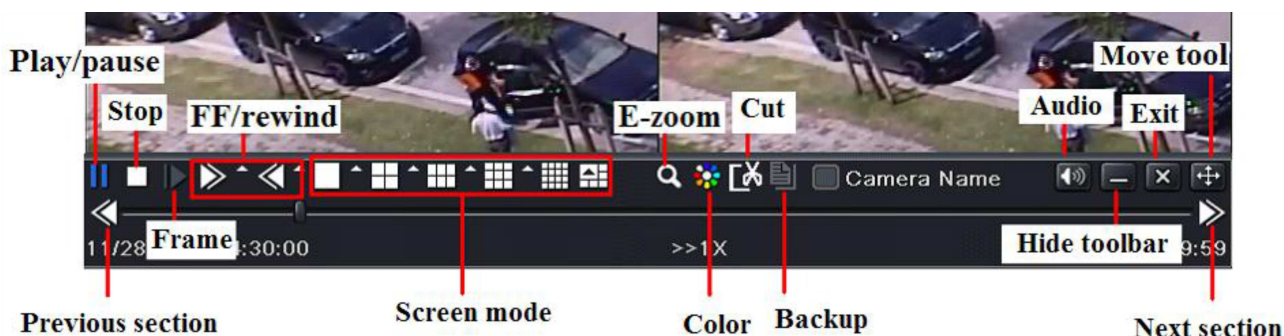 Play/pause
Move tool
Stop
FF/rewind
E-zoom
Cut
Audio
Exit
Camera Name
Frame
11/28
4:30:00
>>1X
Hide toolbar
9:59
Previous section
Screen mode
Color
Backup
Next section